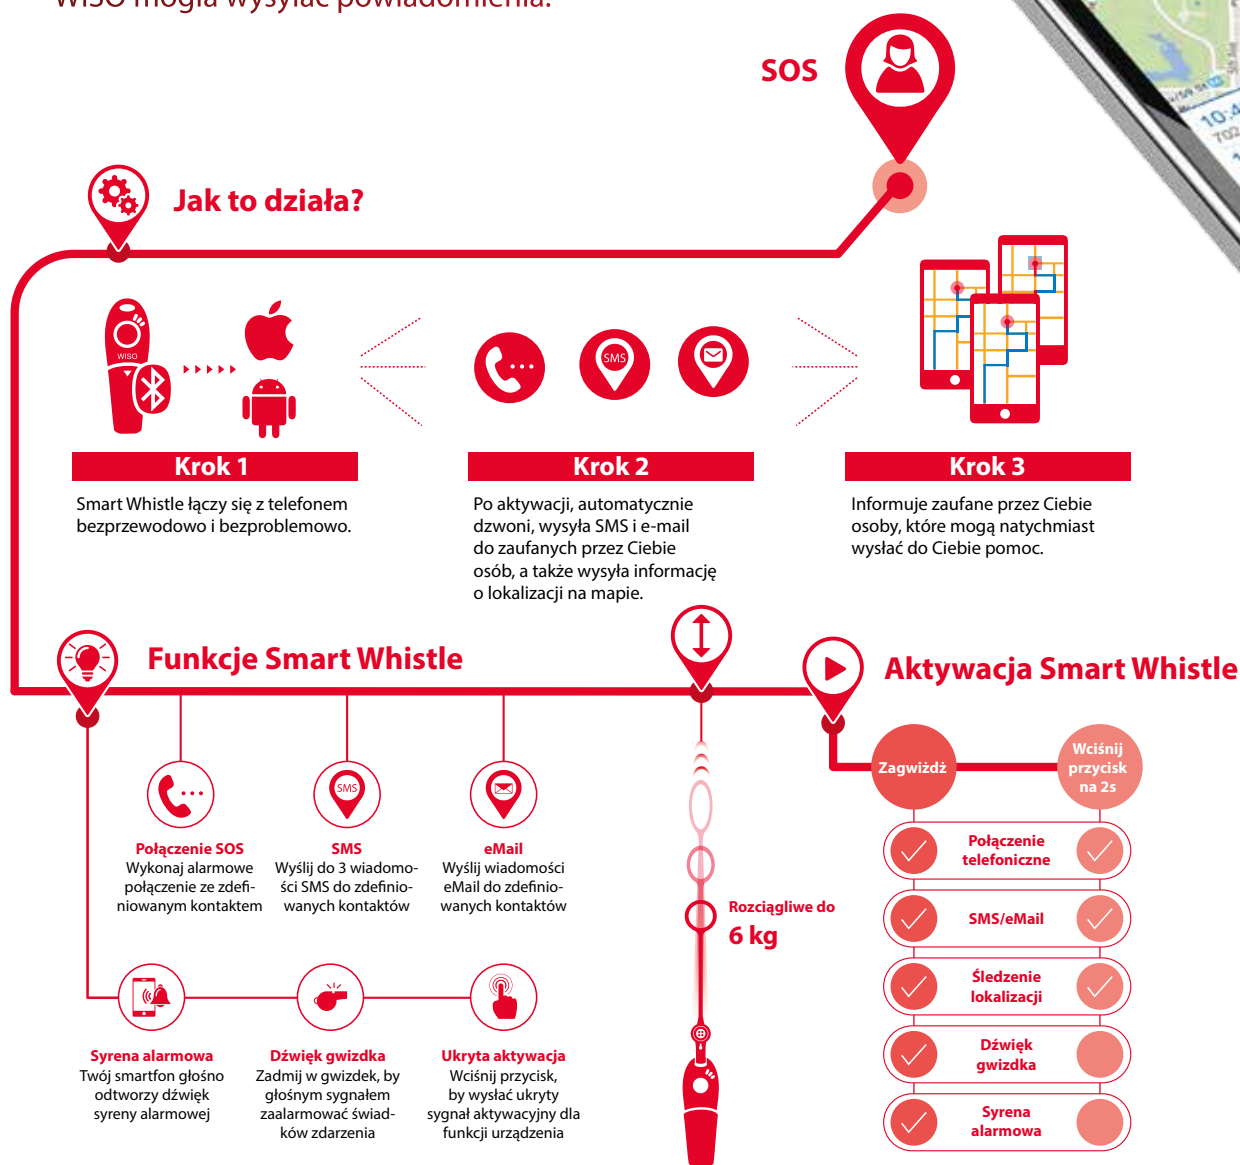 WISO mogła wysyłać powiadomienia.
SOS
Jak to działa?
WISO
SMS
Krok 1
Krok 2
Krok 3
Smart Whistle łączy się z telefonem
bezprzewodowo i bezproblemowo.
Po aktywacji, automatycznie
dzwoni, wysyła SMS i e-mail
do zaufanych przez Ciebie
osób, a także wysyła informację
o lokalizacji na mapie.
Informuje zaufane przez Ciebie
osoby, które mogą natychmiast
wysłać do Ciebie pomoc.
Funkcje Smart Whistle
SMS
Połączenie SOS
Wykonaj alarmowe
połączenie ze zdefi-
niowanym kontaktem
SMS
Wyślij do 3 wiadomo-
ści SMS do zdefinio-
wanych kontaktów
eMail
Wyślij wiadomości
eMail do zdefinio-
wanych kontaktów
Syrena alarmowa
Twój smartfon głośno
odtworzy dźwięk
syreny alarmowej
Dźwięk gwizdka
Zadmij w gwizdek, by
głośnym sygnałem
zaalarmować świad-
ków zdarzenia
Ukryta aktywacja
Wciśnij przycisk,
by wysłać ukryty
sygnał aktywacyjny dla
funkcji urządzenia
Rozciągliwe do
6 kg
Aktywacja Smart Whistle
Zagwiżdż
Wciśnij
przycisk
na 2s
Połączenie
telefoniczne
SMS/eMail
Śledzenie
lokalizacji
Dźwięk
gwizdka
Syrena
alarmowa